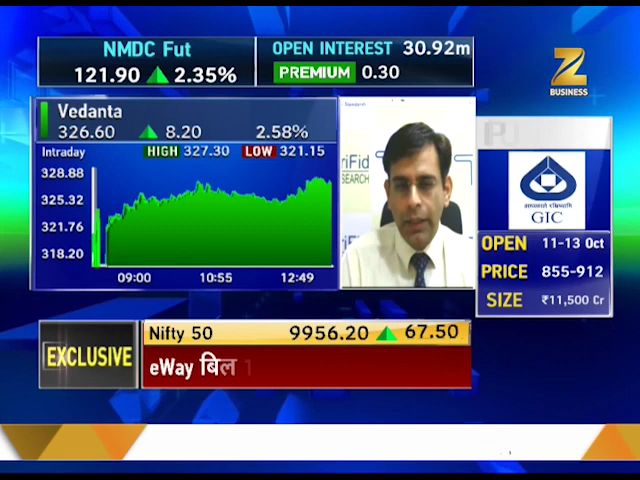 NMDC Fut
121.90 ▲ 2.35%
OPEN INTEREST 30.92m
PREMIUM 0.30
Z
BUSINESS
Vedanta
326.60 ▲ 8.20 2.58%
Intraday HIGH 327.30 LOW 321.15
328.88
325.32
321.76
318.20
09:00 10:55 12:49
riFid
SEARCH
GIC
OPEN 11-13 Oct
PRICE 855-912
SIZE ₹11,500 Cr
EXCLUSIVE
Nifty 50 9956.20 ▲ 67.50
eWay बिल